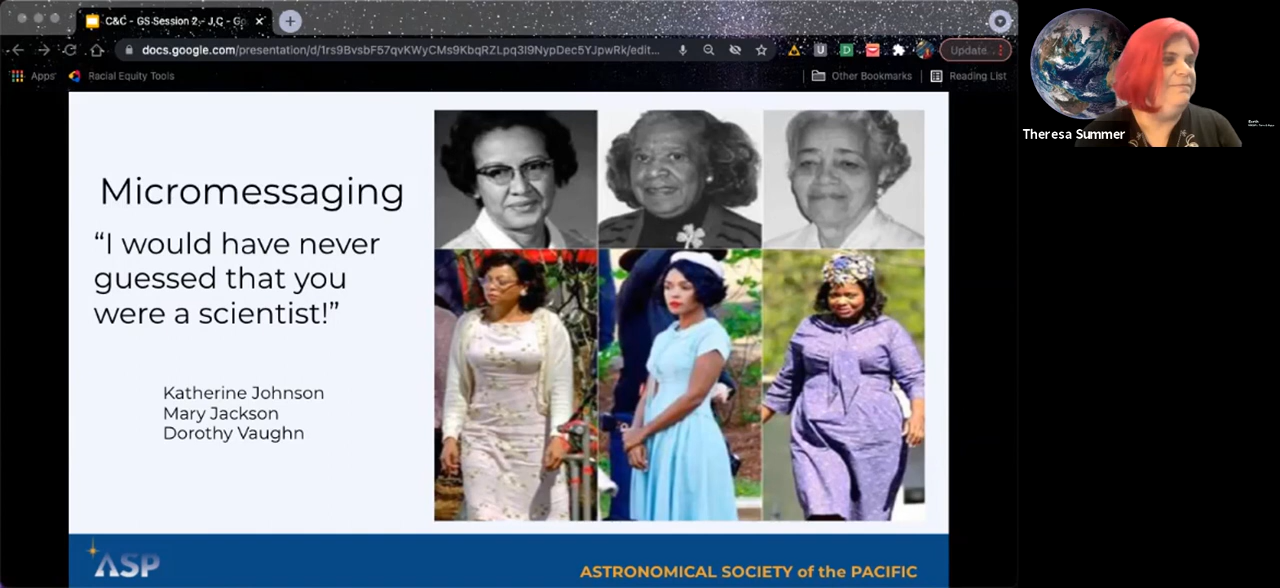 C&C - GS Session 2 - J,C - Go
docs.google.com/presentation/d/1rs9BvsbF57qvKWyCMs9KbqRZLpq3I9NypDec5YJpwRk/edit...
Update
Apps
Racial Equity Tools
Other Bookmarks
Reading List
Theresa Summer
Micromessaging
“I would have never
guessed that you
were a scientist!”
Katherine Johnson
Mary Jackson
Dorothy Vaughn
ASP
ASTRONOMICAL SOCIETY of the PACIFIC